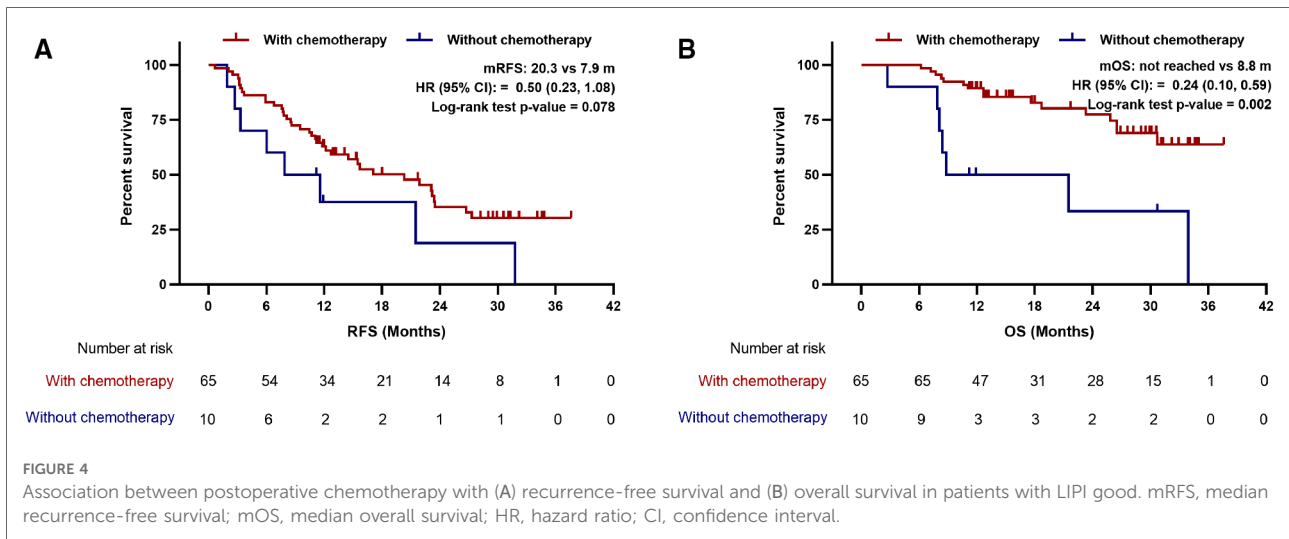 A
With chemotherapy Without chemotherapy
mRFS: 20.3 vs 7.9 m
HR (95% CI): = 0.50 (0.23, 1.08)
Log-rank test p-value = 0.078
Percent survival
100
75
50
25
0
0 6 12 18 24 30 36 42
RFS (Months)
Number at risk
With chemotherapy 65 54 34 21 14 8 1 0
Without chemotherapy 10 6 2 2 1 1 0 0
B
With chemotherapy Without chemotherapy
mOS: not reached vs 8.8 m
HR (95% CI): = 0.24 (0.10, 0.59)
Log-rank test p-value = 0.002
Percent survival
100
75
50
25
0
0 6 12 18 24 30 36 42
OS (Months)
Number at risk
With chemotherapy 65 65 47 31 28 15 1 0
Without chemotherapy 10 9 3 3 2 2 0 0
FIGURE 4
Association between postoperative chemotherapy with (A) recurrence-free survival and (B) overall survival in patients with LIPI good. mRFS, median
recurrence-free survival; mOS, median overall survival; HR, hazard ratio; CI, confidence interval.